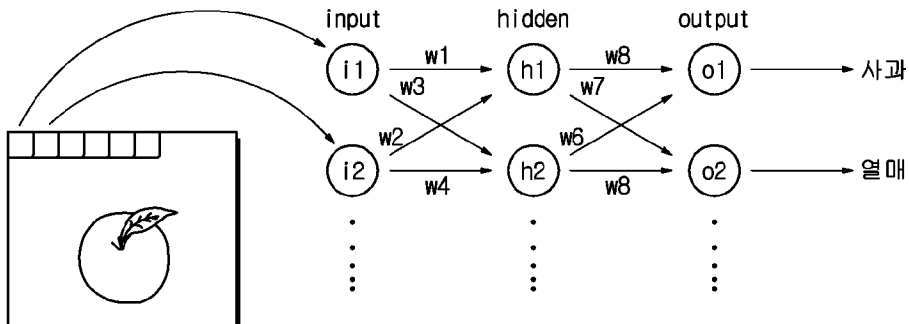 input hidden output
i1 w1 h1 w8 o1 사과
w3 w7
w2 w6
i2 w4 h2 w8 o2 열매